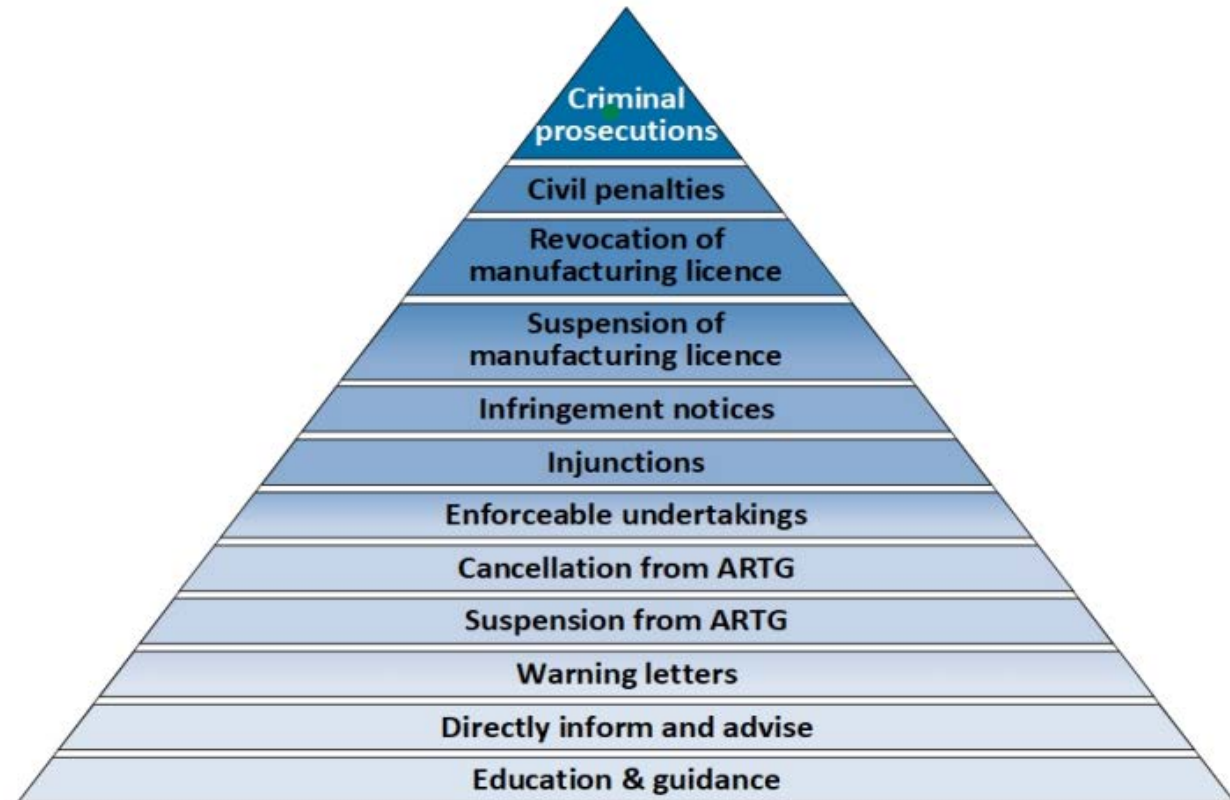 Criminal
prosecutions
Civil penalties
Revocation of
manufacturing licence
Suspension of
manufacturing licence
Infringement notices
Injunctions
Enforceable undertakings
Cancellation from ARTG
Suspension from ARTG
Warning letters
Directly inform and advise
Education & guidance